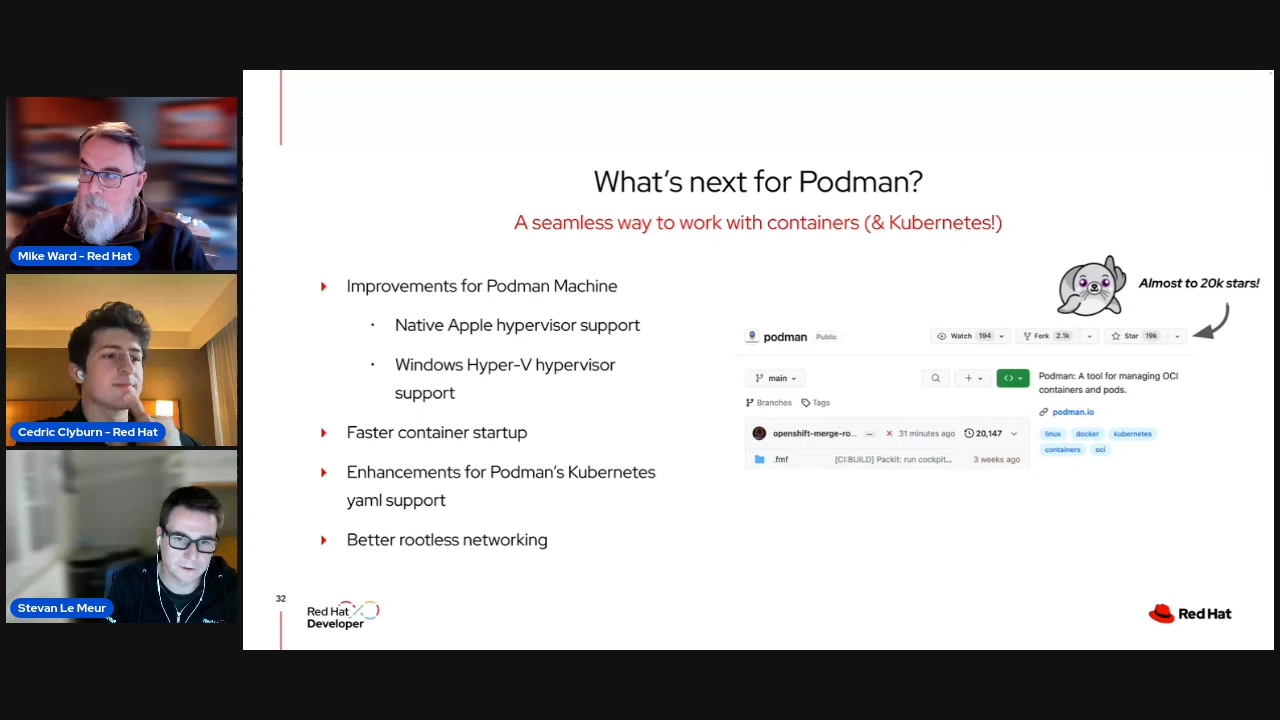 Mike Ward - Red Hat
Cedric Clyburn - Red Hat
Stevan Le Meur
What's next for Podman?
A seamless way to work with containers (& Kubernetes!)
Improvements for Podman Machine
Native Apple hypervisor support
Windows Hyper-V hypervisor
support
Faster container startup
Enhancements for Podman's Kubernetes
yaml support
Better rootless networking
Almost to 20k stars!
podman Public Watch 194 Fork 2.1k Star 19k
main
Branches Tags
openshift-merge-ro... 31 minutes ago 20,147
.fmf [CI:BUILD] Packit: run cockpit... 3 weeks ago
Podman: A tool for managing OCI
containers and pods.
podman.io
linux docker kubernetes
containers oci
32
Red Hat
Developer
Red Hat